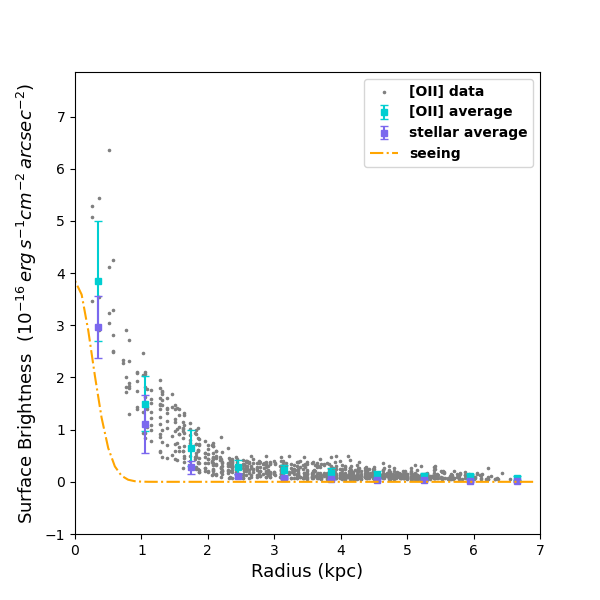 [OII] data
[OII] average
stellar average
seeing
7
6
5
4
3
2
1
0
−1
Surface Brightness (10⁻¹⁶ erg s⁻¹cm⁻² arcsec⁻²)
0 1 2 3 4 5 6 7
Radius (kpc)